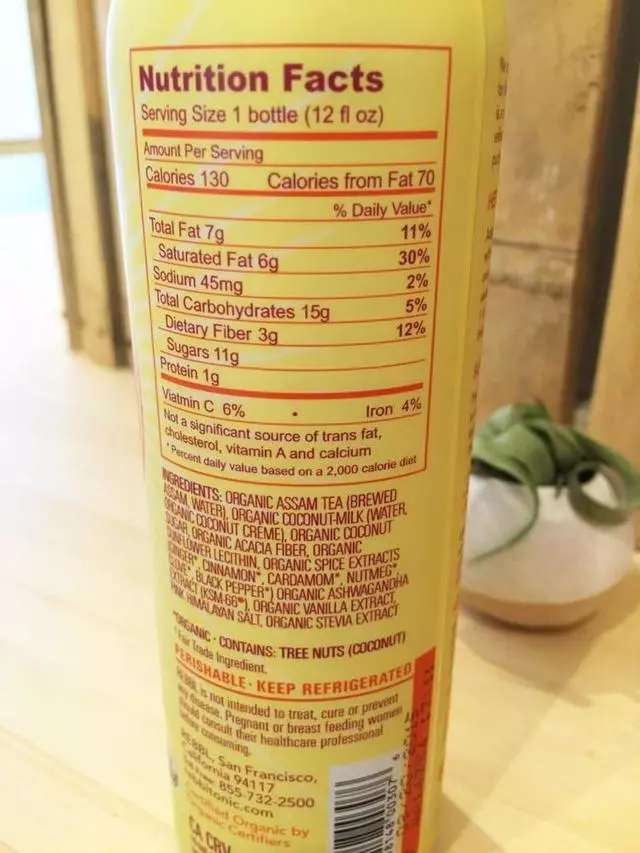 Nutrition Facts
Serving Size 1 bottle (12 fl oz)
Amount Per Serving
Calories 130 Calories from Fat 70
% Daily Value*
Total Fat 7g 11%
Saturated Fat 6g 30%
Sodium 45mg 2%
Total Carbohydrates 15g 5%
Dietary Fiber 3g 12%
Sugars 11g
Protein 1g
Viatmin C 6% • Iron 4%
Not a significant source of trans fat,
cholesterol, vitamin A and calcium
*Percent daily value based on a 2,000 calorie diet
INGREDIENTS: ORGANIC ASSAM TEA (BREWED
ASSAM, WATER), ORGANIC COCONUT-MILK (WATER,
ORGANIC COCONUT CREME), ORGANIC COCONUT
SUGAR, ORGANIC ACACIA FIBER, ORGANIC
SUNFLOWER LECITHIN, ORGANIC SPICE EXTRACTS
GINGER*, CINNAMON*, CARDAMOM*, NUTMEG*,
CLOVE*, BLACK PEPPER*) ORGANIC ASHWAGANDHA
EXTRACT (KSM-66®), ORGANIC VANILLA EXTRACT,
PINK HIMALAYAN SALT, ORGANIC STEVIA EXTRACT
*ORGANIC · CONTAINS: TREE NUTS (COCONUT)
*Fair Trade Ingredient.
PERISHABLE · KEEP REFRIGERATED
REBBL is not intended to treat, cure or prevent
any disease. Pregnant or breast feeding women
should consult their healthcare professional
before consuming.
REBBL, San Francisco,
California 94117
855-732-2500
Certified Organic by
Organic Certifiers
CA CRV